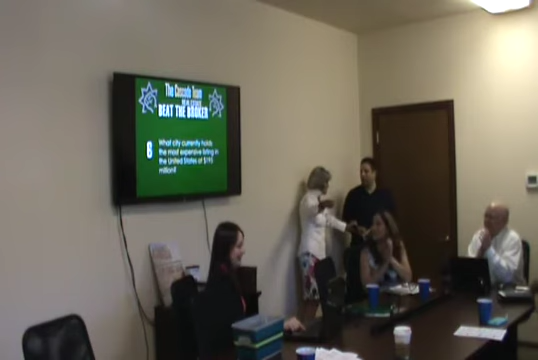 The Cascade Team
REAL ESTATE
BEAT THE BROKER
6
What city currently holds
the most expensive listing in
the United States at $195
million?